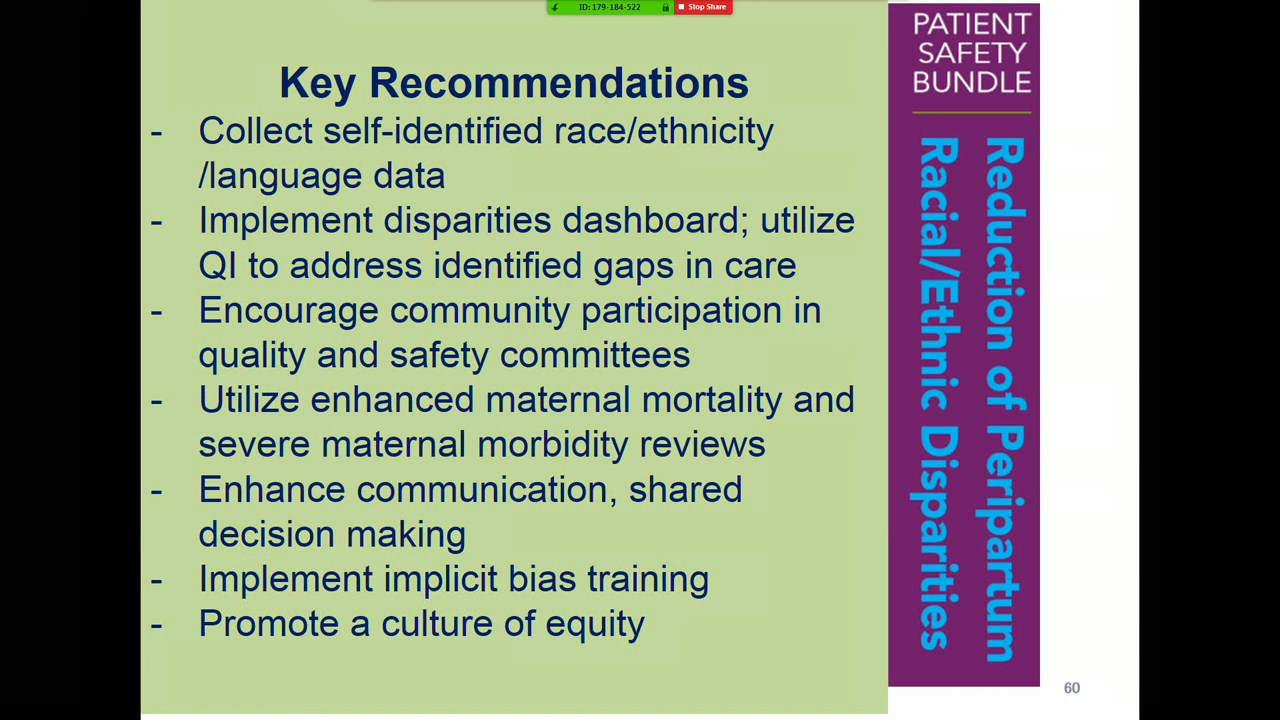 ID: 179-184-522
Stop Share
Key Recommendations
- Collect self-identified race/ethnicity
/language data
- Implement disparities dashboard; utilize
QI to address identified gaps in care
- Encourage community participation in
quality and safety committees
- Utilize enhanced maternal mortality and
severe maternal morbidity reviews
- Enhance communication, shared
decision making
- Implement implicit bias training
- Promote a culture of equity
PATIENT
SAFETY
BUNDLE
Reduction of Peripartum
Racial/Ethnic Disparities
60